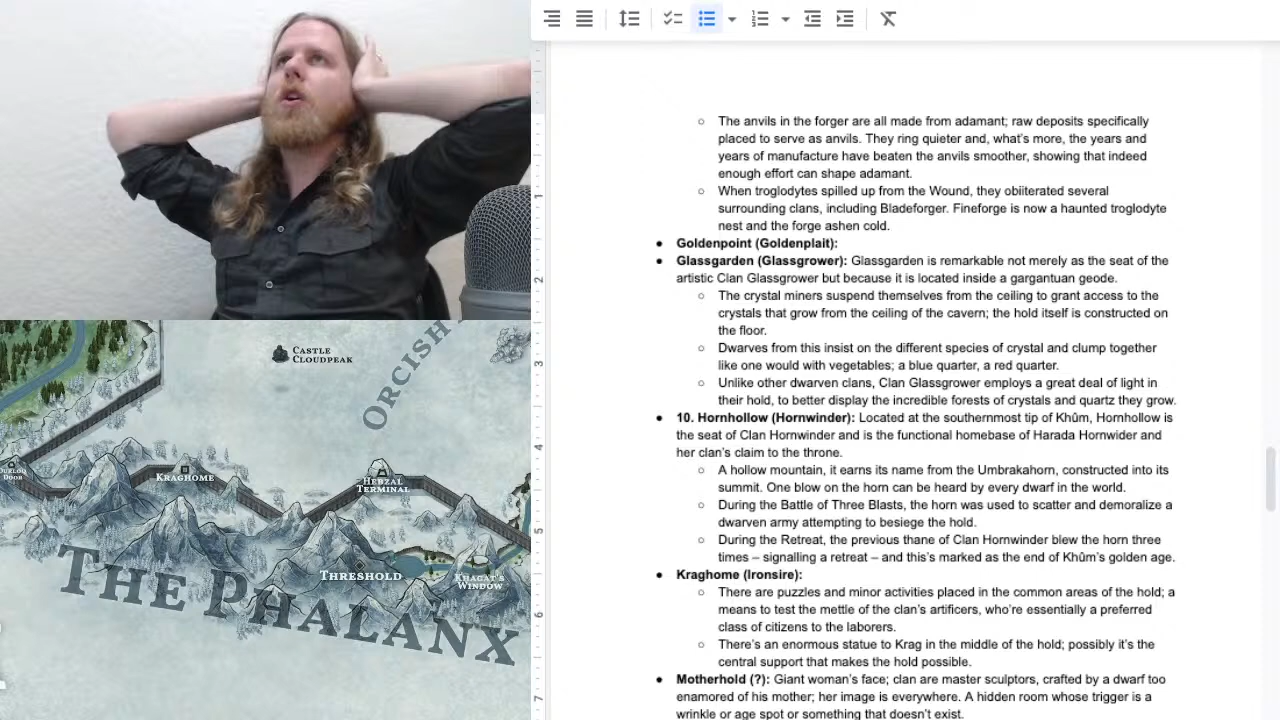 The anvils in the forger are all made from adamant; raw deposits specifically
placed to serve as anvils. They ring quieter and, what's more, the years and
years of manufacture have beaten the anvils smoother, showing that indeed
enough effort can shape adamant.
When troglodytes spilled up from the Wound, they obliterated several
surrounding clans, including Bladeforger. Fineforge is now a haunted troglodyte
nest and the forge ashen cold.
Goldenpoint (Goldenplait):
Glassgarden (Glassgrower): Glassgarden is remarkable not merely as the seat of the
artistic Clan Glassgrower but because it is located inside a gargantuan geode.
The crystal miners suspend themselves from the ceiling to grant access to the
crystals that grow from the ceiling of the cavern; the hold itself is constructed on
the floor.
Dwarves from this insist on the different species of crystal and clump together
like one would with vegetables; a blue quarter, a red quarter.
Unlike other dwarven clans, Clan Glassgrower employs a great deal of light in
their hold, to better display the incredible forests of crystals and quartz they grow.
10. Hornhollow (Hornwinder): Located at the southernmost tip of Khûm, Hornhollow is
the seat of Clan Hornwinder and is the functional homebase of Harada Hornwider and
her clan's claim to the throne.
A hollow mountain, it earns its name from the Umbrakahorn, constructed into its
summit. One blow on the horn can be heard by every dwarf in the world.
During the Battle of Three Blasts, the horn was used to scatter and demoralize a
dwarven army attempting to besiege the hold.
During the Retreat, the previous thane of Clan Hornwinder blew the horn three
times – signalling a retreat – and this's marked as the end of Khûm's golden age.
Kraghome (Ironsire):
There are puzzles and minor activities placed in the common areas of the hold; a
means to test the mettle of the clan's artificers, who're essentially a preferred
class of citizens to the laborers.
There's an enormous statue to Krag in the middle of the hold; possibly it's the
central support that makes the hold possible.
Motherhold (?): Giant woman's face; clan are master sculptors, crafted by a dwarf too
enamored of his mother; her image is everywhere. A hidden room whose trigger is a
wrinkle or age spot or something that doesn't exist.
1
2
3
4
5
6
7
Castle
Cloudpeak
Orcish
Door
Kraghome
Hebzal
Terminal
Threshold
Khagat's
Window
The Phalanx